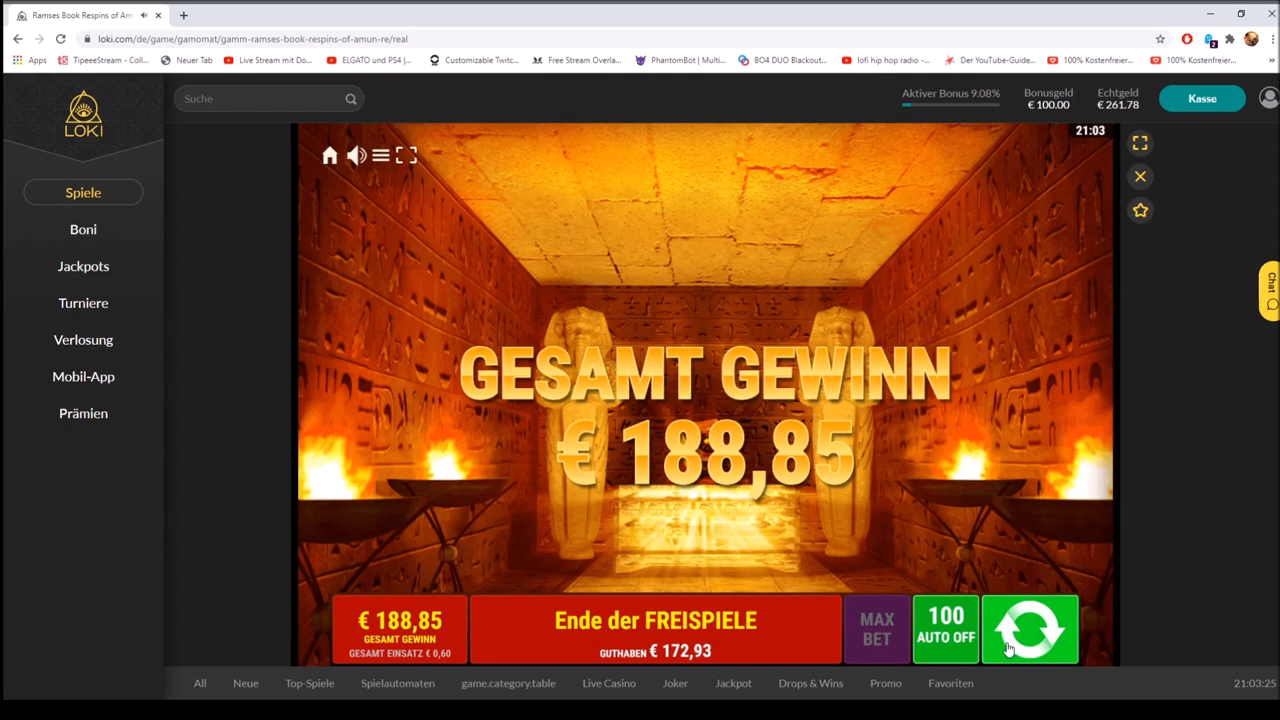 Ramses Book Respins of Am
loki.com/de/game/gamomat/gamm-ramses-book-respins-of-amun-re/real
Apps TipeeeStream - Coll... Neuer Tab Live Stream mit Do... ELGATO und PS4 |... Customizable Twitc... Free Stream Overla... PhantomBot | Multi... BO4 DUO Blackout... lofi hip hop radio -... Der YouTube-Guide... 100% Kostenfreier... 100% Kostenfreier... »
LOKI
Suche
Aktiver Bonus 9.08%
Bonusgeld
€ 100.00
Echtgeld
€ 261.78
Kasse
21:03
Spiele
Boni
Jackpots
Turniere
Verlosung
Mobil-App
Prämien
Chat
GESAMT GEWINN
€ 188,85
€ 188,85
GESAMT GEWINN
GESAMT EINSATZ € 0,60
Ende der FREISPIELE
GUTHABEN € 172,93
MAX
BET
100
AUTO OFF
All Neue Top-Spiele Spielautomaten game.category.table Live Casino Joker Jackpot Drops & Wins Promo Favoriten 21:03:25